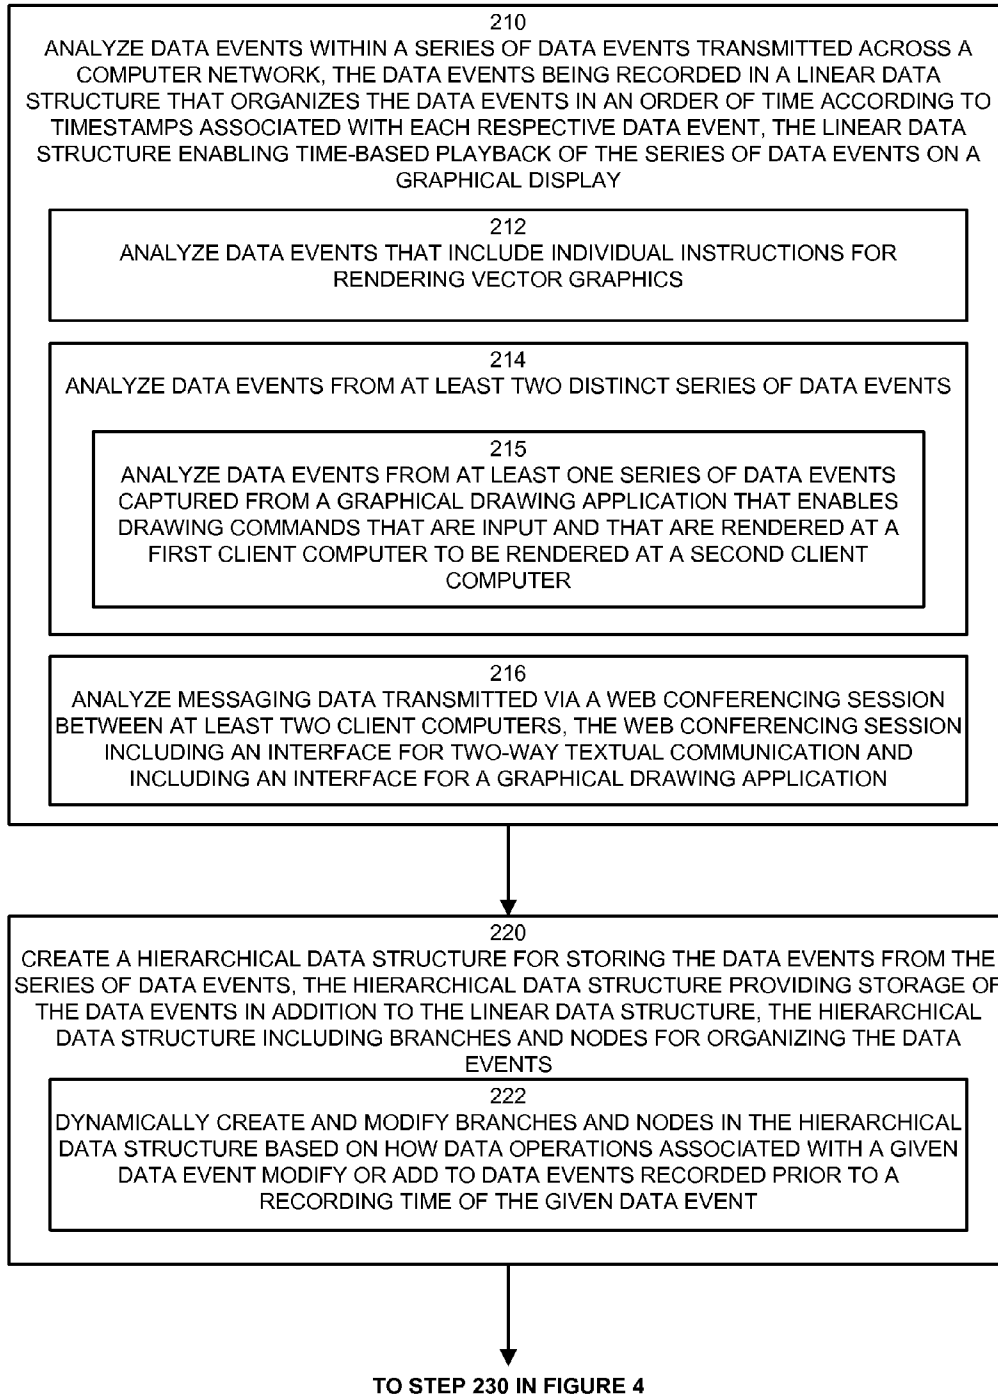 210
ANALYZE DATA EVENTS WITHIN A SERIES OF DATA EVENTS TRANSMITTED ACROSS A
COMPUTER NETWORK, THE DATA EVENTS BEING RECORDED IN A LINEAR DATA
STRUCTURE THAT ORGANIZES THE DATA EVENTS IN AN ORDER OF TIME ACCORDING TO
TIMESTAMPS ASSOCIATED WITH EACH RESPECTIVE DATA EVENT, THE LINEAR DATA
STRUCTURE ENABLING TIME-BASED PLAYBACK OF THE SERIES OF DATA EVENTS ON A
GRAPHICAL DISPLAY
212
ANALYZE DATA EVENTS THAT INCLUDE INDIVIDUAL INSTRUCTIONS FOR
RENDERING VECTOR GRAPHICS
214
ANALYZE DATA EVENTS FROM AT LEAST TWO DISTINCT SERIES OF DATA EVENTS
215
ANALYZE DATA EVENTS FROM AT LEAST ONE SERIES OF DATA EVENTS
CAPTURED FROM A GRAPHICAL DRAWING APPLICATION THAT ENABLES
DRAWING COMMANDS THAT ARE INPUT AND THAT ARE RENDERED AT A
FIRST CLIENT COMPUTER TO BE RENDERED AT A SECOND CLIENT
COMPUTER
216
ANALYZE MESSAGING DATA TRANSMITTED VIA A WEB CONFERENCING SESSION
BETWEEN AT LEAST TWO CLIENT COMPUTERS, THE WEB CONFERENCING SESSION
INCLUDING AN INTERFACE FOR TWO-WAY TEXTUAL COMMUNICATION AND
INCLUDING AN INTERFACE FOR A GRAPHICAL DRAWING APPLICATION
220
CREATE A HIERARCHICAL DATA STRUCTURE FOR STORING THE DATA EVENTS FROM THE
SERIES OF DATA EVENTS, THE HIERARCHICAL DATA STRUCTURE PROVIDING STORAGE OF
THE DATA EVENTS IN ADDITION TO THE LINEAR DATA STRUCTURE, THE HIERARCHICAL
DATA STRUCTURE INCLUDING BRANCHES AND NODES FOR ORGANIZING THE DATA
EVENTS
222
DYNAMICALLY CREATE AND MODIFY BRANCHES AND NODES IN THE HIERARCHICAL
DATA STRUCTURE BASED ON HOW DATA OPERATIONS ASSOCIATED WITH A GIVEN
DATA EVENT MODIFY OR ADD TO DATA EVENTS RECORDED PRIOR TO A
RECORDING TIME OF THE GIVEN DATA EVENT
TO STEP 230 IN FIGURE 4